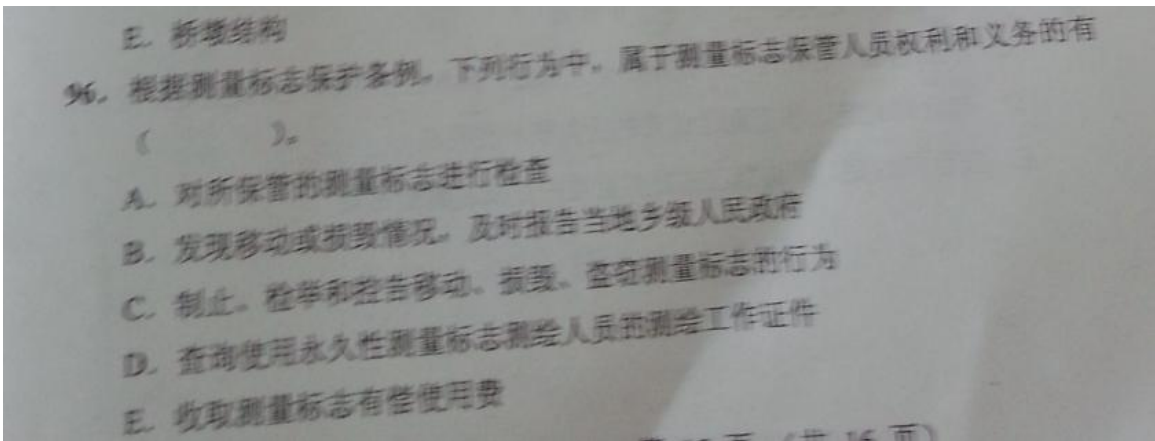 E. 桥墩结构
96. 根据测量标志保护条例，下列行为中，属于测量标志保管人员权利和义务的有
（　　）。
A. 对所保管的测量标志进行检查
B. 发现移动或损毁情况，及时报告当地乡级人民政府
C. 制止、检举和控告移动、损毁、盗窃测量标志的行为
D. 查询使用永久性测量标志测绘人员的测绘工作证件
E. 收取测量标志有偿使用费
页 （共 16 页）